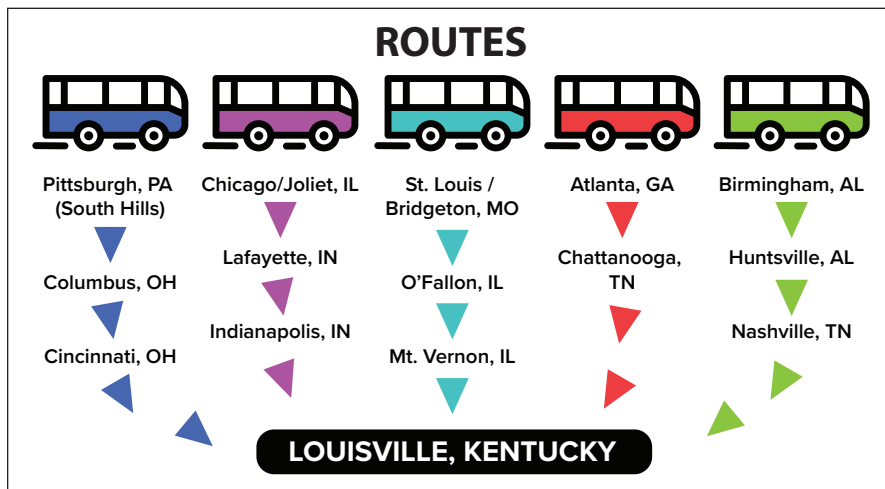 ROUTES
Pittsburgh, PA
(South Hills)
Columbus, OH
Cincinnati, OH
Chicago/Joliet, IL
Lafayette, IN
Indianapolis, IN
St. Louis /
Bridgeton, MO
O'Fallon, IL
Mt. Vernon, IL
Atlanta, GA
Chattanooga,
TN
Birmingham, AL
Huntsville, AL
Nashville, TN
LOUISVILLE, KENTUCKY